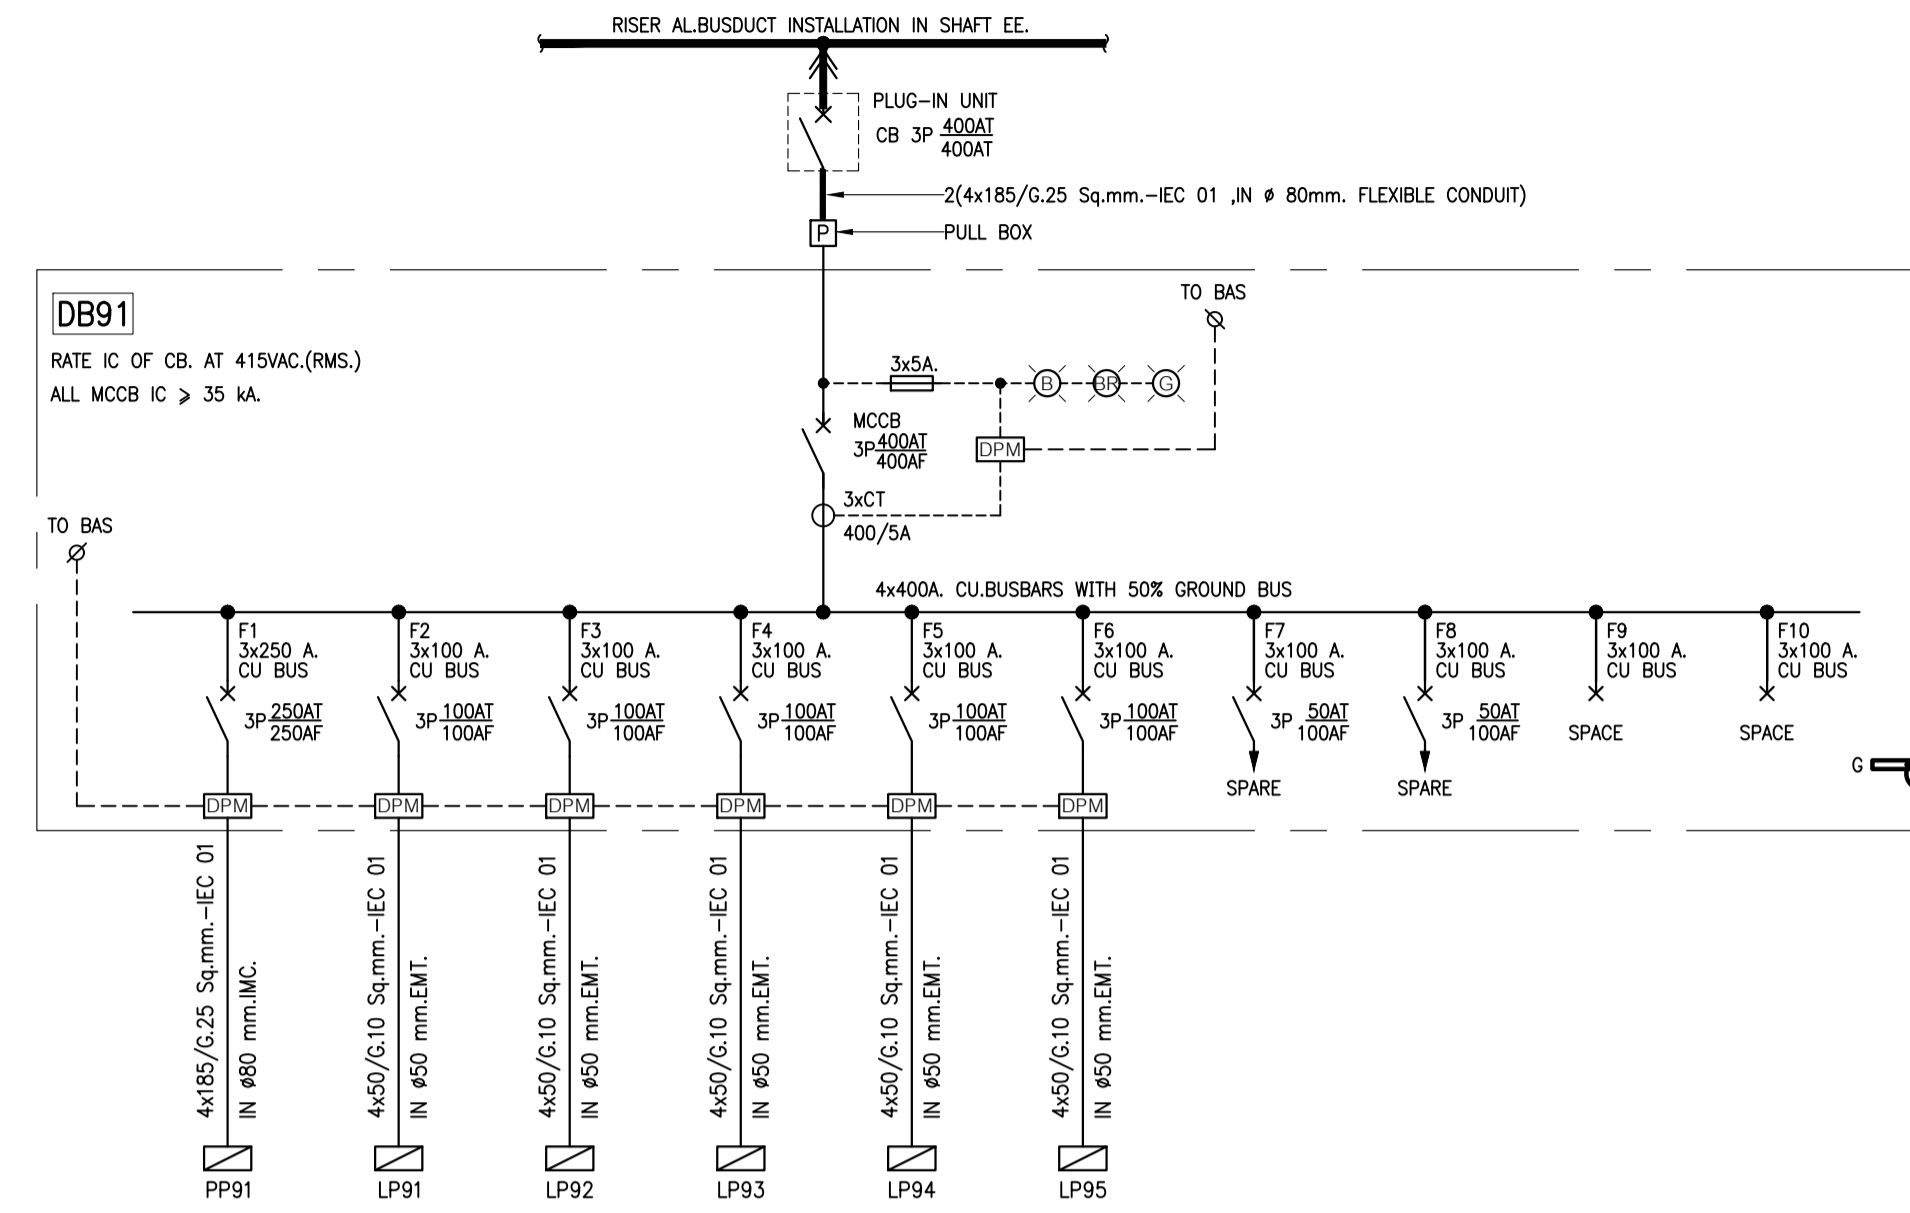 RISER AL.BUSDUCT INSTALLATION IN SHAFT EE.
PLUG-IN UNIT
CB 3P 400AT
400AT
2(4x185/G.25 Sq.mm.-IEC 01 ,IN ø 80mm. FLEXIBLE CONDUIT)
P
PULL BOX
DB91
RATE IC OF CB. AT 415VAC.(RMS.)
ALL MCCB IC ⩾ 35 kA.
TO BAS
3x5A.
B
BR
G
MCCB
3P 400AT
400AF
DPM
3xCT
400/5A
TO BAS
4x400A. CU.BUSBARS WITH 50% GROUND BUS
F1
3x250 A.
CU BUS
3P 250AT
250AF
DPM
F2
3x100 A.
CU BUS
3P 100AT
100AF
DPM
F3
3x100 A.
CU BUS
3P 100AT
100AF
DPM
F4
3x100 A.
CU BUS
3P 100AT
100AF
DPM
F5
3x100 A.
CU BUS
3P 100AT
100AF
DPM
F6
3x100 A.
CU BUS
3P 100AT
100AF
DPM
F7
3x100 A.
CU BUS
3P 50AT
100AF
SPARE
F8
3x100 A.
CU BUS
3P 50AT
100AF
SPARE
F9
3x100 A.
CU BUS
SPACE
F10
3x100 A.
CU BUS
SPACE
G
4x185/G.25 Sq.mm.-IEC 01
IN ø80 mm.IMC.
PP91
4x50/G.10 Sq.mm.-IEC 01
IN ø50 mm.EMT.
LP91
4x50/G.10 Sq.mm.-IEC 01
IN ø50 mm.EMT.
LP92
4x50/G.10 Sq.mm.-IEC 01
IN ø50 mm.EMT.
LP93
4x50/G.10 Sq.mm.-IEC 01
IN ø50 mm.EMT.
LP94
4x50/G.10 Sq.mm.-IEC 01
IN ø50 mm.EMT.
LP95